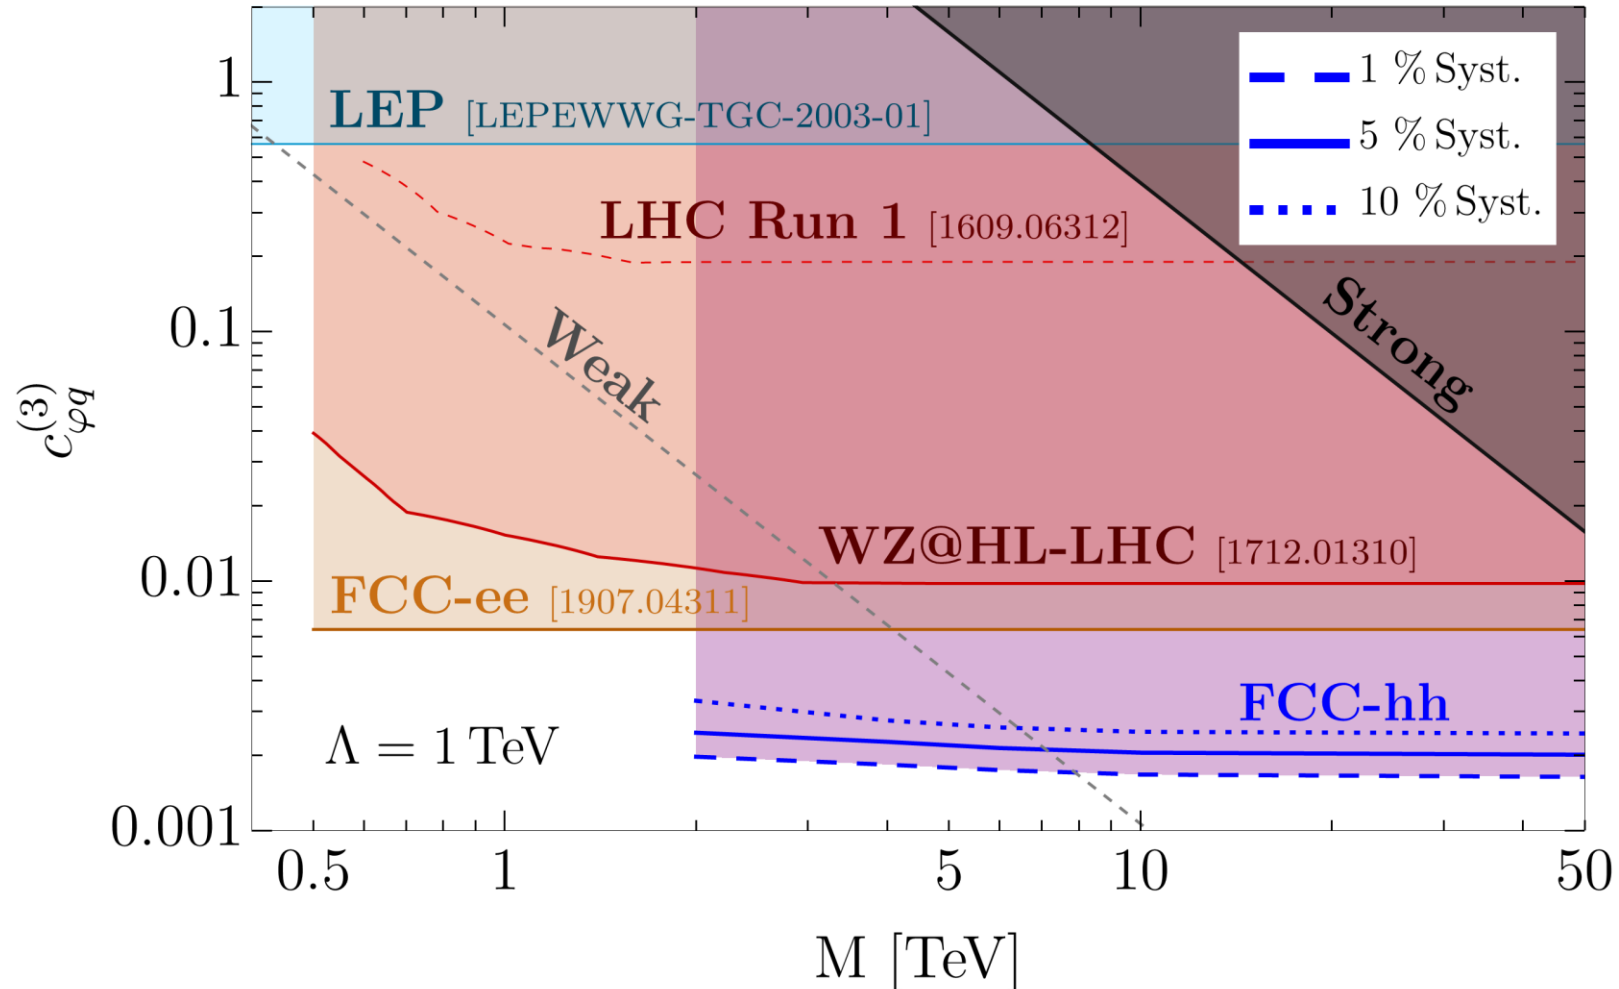 1
0.1
0.01
0.001
c_{φq}^{(3)}
LEP [LEPEWWG-TGC-2003-01]
1 % Syst.
5 % Syst.
10 % Syst.
LHC Run 1 [1609.06312]
Weak
Strong
WZ@HL-LHC [1712.01310]
FCC-ee [1907.04311]
FCC-hh
Λ = 1 TeV
0.5 1 5 10 50
M [TeV]